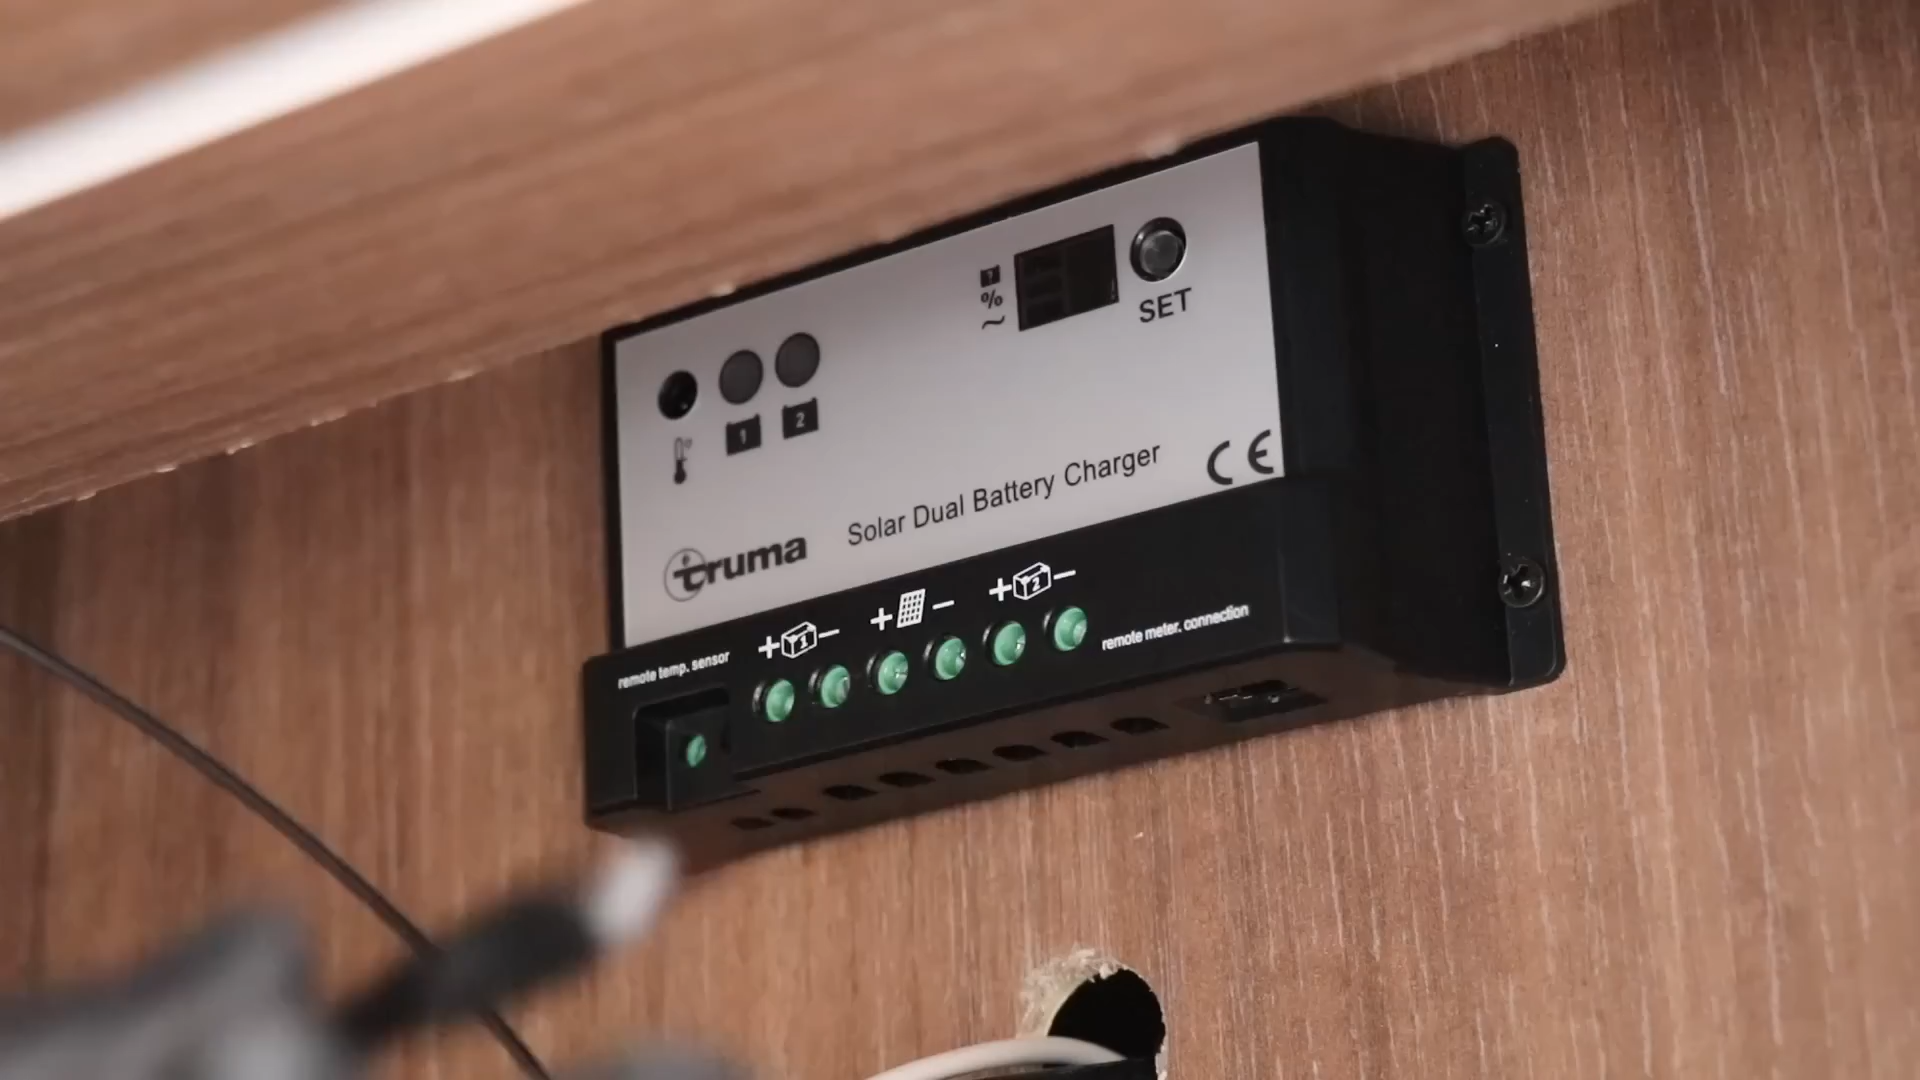 %
SET
1 2
Solar Dual Battery Charger
CE
truma
+ 1 −
+ −
+ 2 −
remote temp. sensor
remote meter. connection